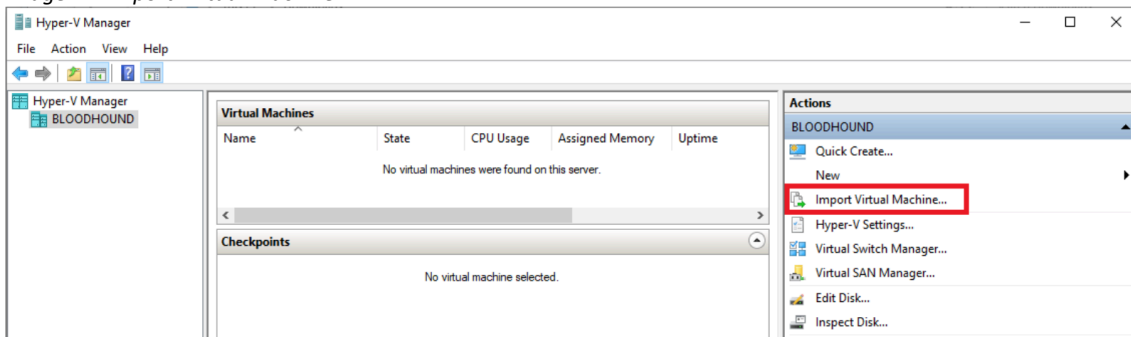 Hyper-V Manager
File Action View Help
Hyper-V Manager
BLOODHOUND
Virtual Machines
Name State CPU Usage Assigned Memory Uptime
No virtual machines were found on this server.
Checkpoints
No virtual machine selected.
Actions
BLOODHOUND
Quick Create...
New
Import Virtual Machine...
Hyper-V Settings...
Virtual Switch Manager...
Virtual SAN Manager...
Edit Disk...
Inspect Disk...